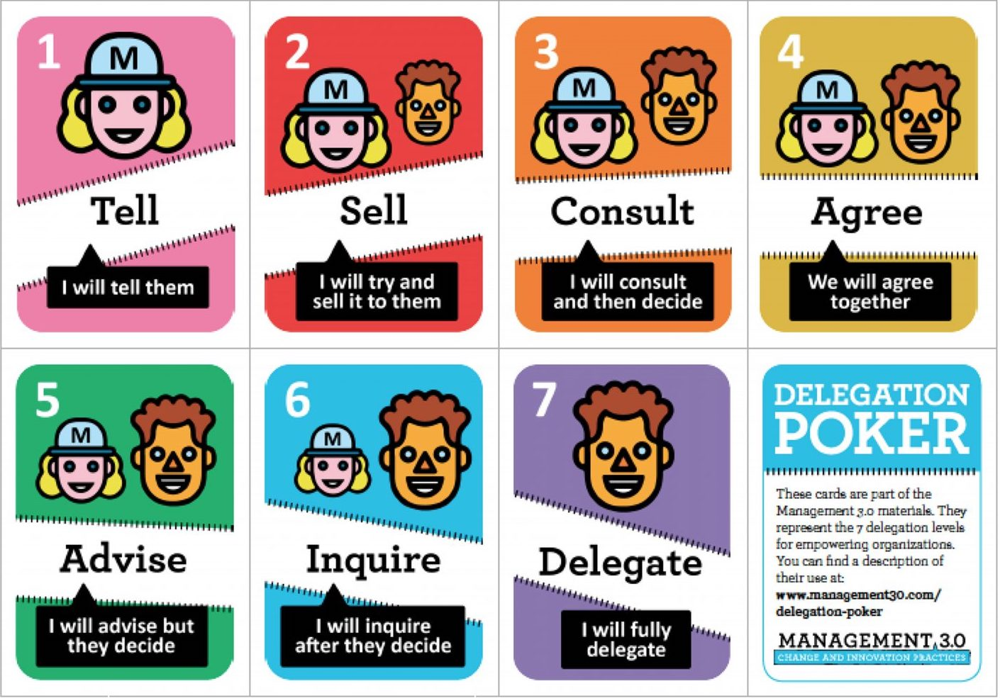 1
M
Tell
I will tell them
2
M
Sell
I will try and
sell it to them
3
M
Consult
I will consult
and then decide
4
M
Agree
We will agree
together
5
M
Advise
I will advise but
they decide
6
M
Inquire
I will inquire
after they decide
7
Delegate
I will fully
delegate
DELEGATION
POKER
These cards are part of the
Management 3.0 materials. They
represent the 7 delegation levels
for empowering organizations.
You can find a description of
their use at:
www.management30.com/
delegation-poker
MANAGEMENT 3.0
CHANGE AND INNOVATION PRACTICES